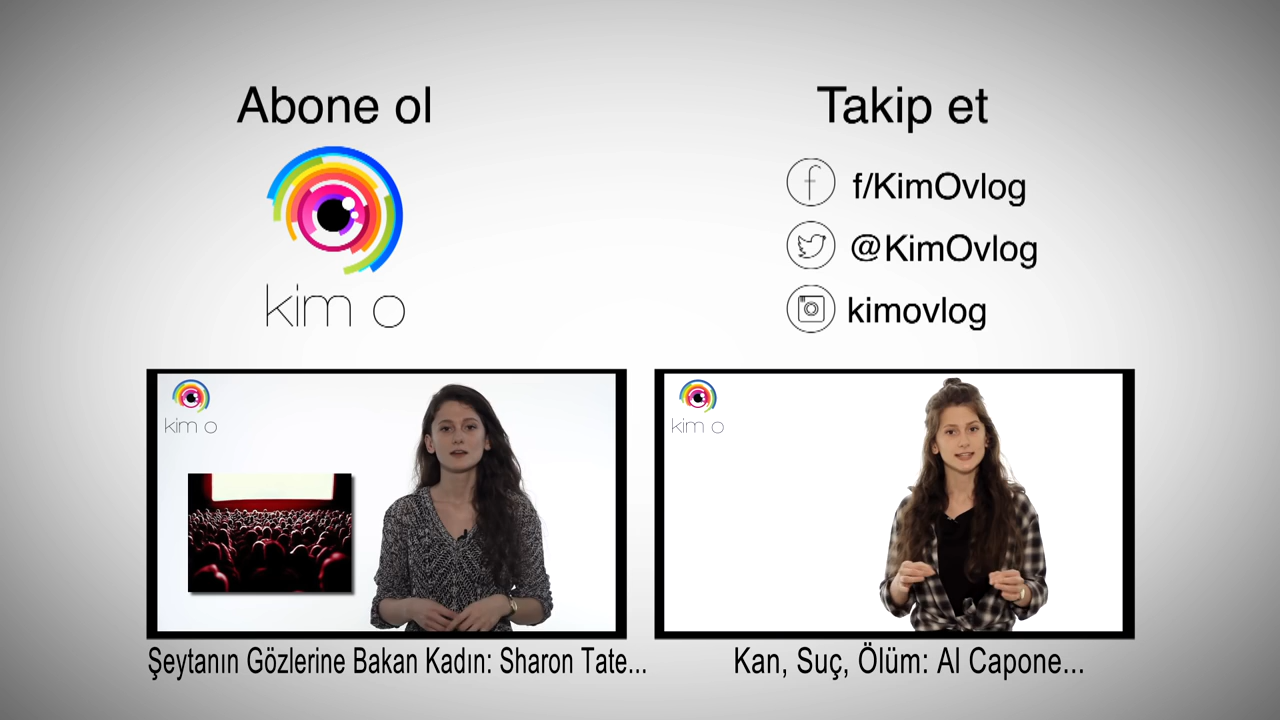 Abone ol
kim o
Takip et
f/KimOvlog
@KimOvlog
kimovlog
kim o
kim o
Şeytanın Gözlerine Bakan Kadın: Sharon Tate...
Kan, Suç, Ölüm: Al Capone...